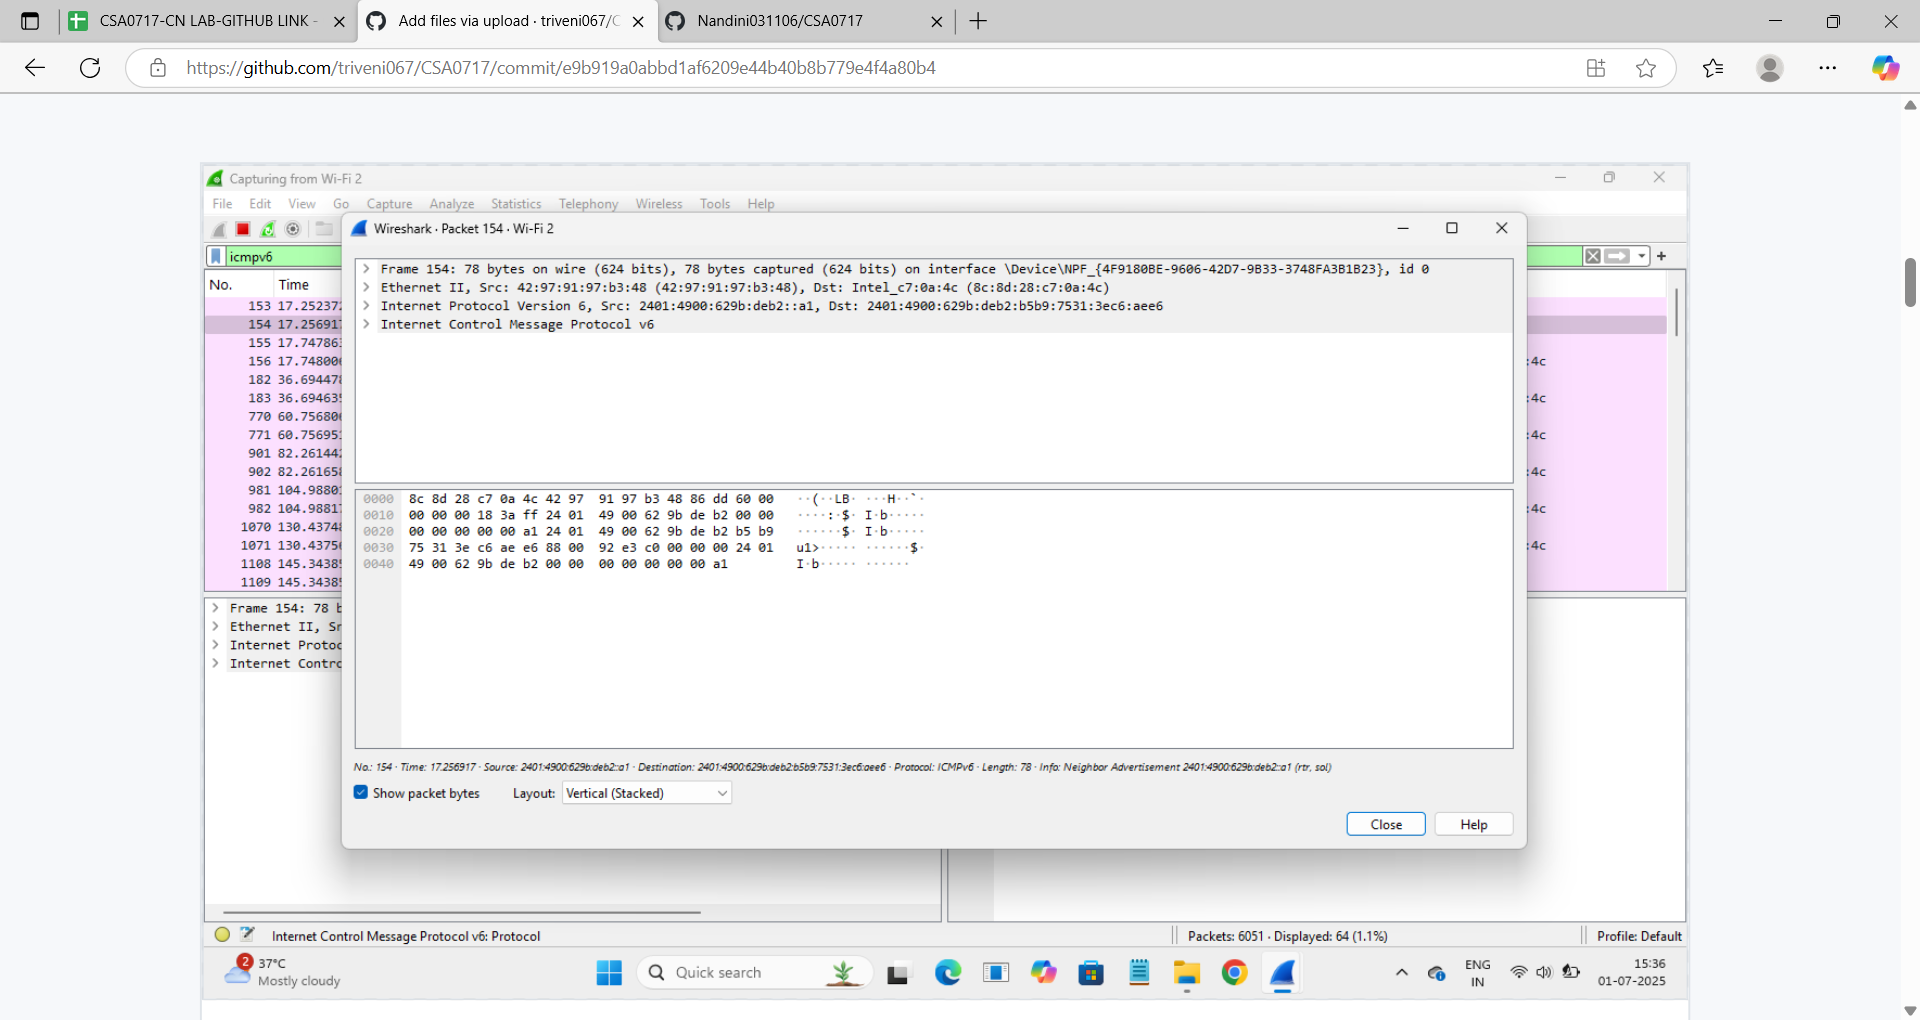 CSA0717-CN LAB-GITHUB LINK -
Add files via upload · triveni067/C
Nandini031106/CSA0717
https://github.com/triveni067/CSA0717/commit/e9b919a0abbd1af6209e44b40b8b779e4f4a80b4
Capturing from Wi-Fi 2
File Edit View Go Capture Analyze Statistics Telephony Wireless Tools Help
Wireshark · Packet 154 · Wi-Fi 2
icmpv6
No. Time
153 17.25237
154 17.256917
155 17.74786
156 17.74800
182 36.69447
183 36.69463
770 60.75680
771 60.75695
901 82.26144
902 82.26165
981 104.9880
982 104.9881
1070 130.4374
1071 130.4375
1108 145.3438
1109 145.3438
:4c
:4c
:4c
:4c
:4c
:4c
Frame 154: 78 bytes on wire (624 bits), 78 bytes captured (624 bits) on interface \Device\NPF_{4F9180BE-9606-42D7-9B33-3748FA3B1B23}, id 0
Ethernet II, Src: 42:97:91:97:b3:48 (42:97:91:97:b3:48), Dst: Intel_c7:0a:4c (8c:8d:28:c7:0a:4c)
Internet Protocol Version 6, Src: 2401:4900:629b:deb2::a1, Dst: 2401:4900:629b:deb2:b5b9:7531:3ec6:aee6
Internet Control Message Protocol v6
0000 8c 8d 28 c7 0a 4c 42 97 91 97 b3 48 86 dd 60 00 ··(··LB· ···H··`·
0010 00 00 00 18 3a ff 24 01 49 00 62 9b de b2 00 00 ····:·$· I·b·····
0020 00 00 00 00 00 a1 24 01 49 00 62 9b de b2 b5 b9 ······$· I·b·····
0030 75 31 3e c6 ae e6 88 00 92 e3 c0 00 00 00 24 01 u1>····· ······$·
0040 49 00 62 9b de b2 00 00 00 00 00 00 00 a1 I·b····· ······
Frame 154: 78 b
Ethernet II, Sr
Internet Protoc
Internet Contro
No.: 154 · Time: 17.256917 · Source: 2401:4900:629b:deb2::a1 · Destination: 2401:4900:629b:deb2:b5b9:7531:3ec6:aee6 · Protocol: ICMPv6 · Length: 78 · Info: Neighbor Advertisement 2401:4900:629b:deb2::a1 (rtr, sol)
Show packet bytes Layout: Vertical (Stacked)
Close Help
Internet Control Message Protocol v6: Protocol
Packets: 6051 · Displayed: 64 (1.1%)
Profile: Default
2
37°C
Mostly cloudy
Quick search
ENG
IN
15:36
01-07-2025